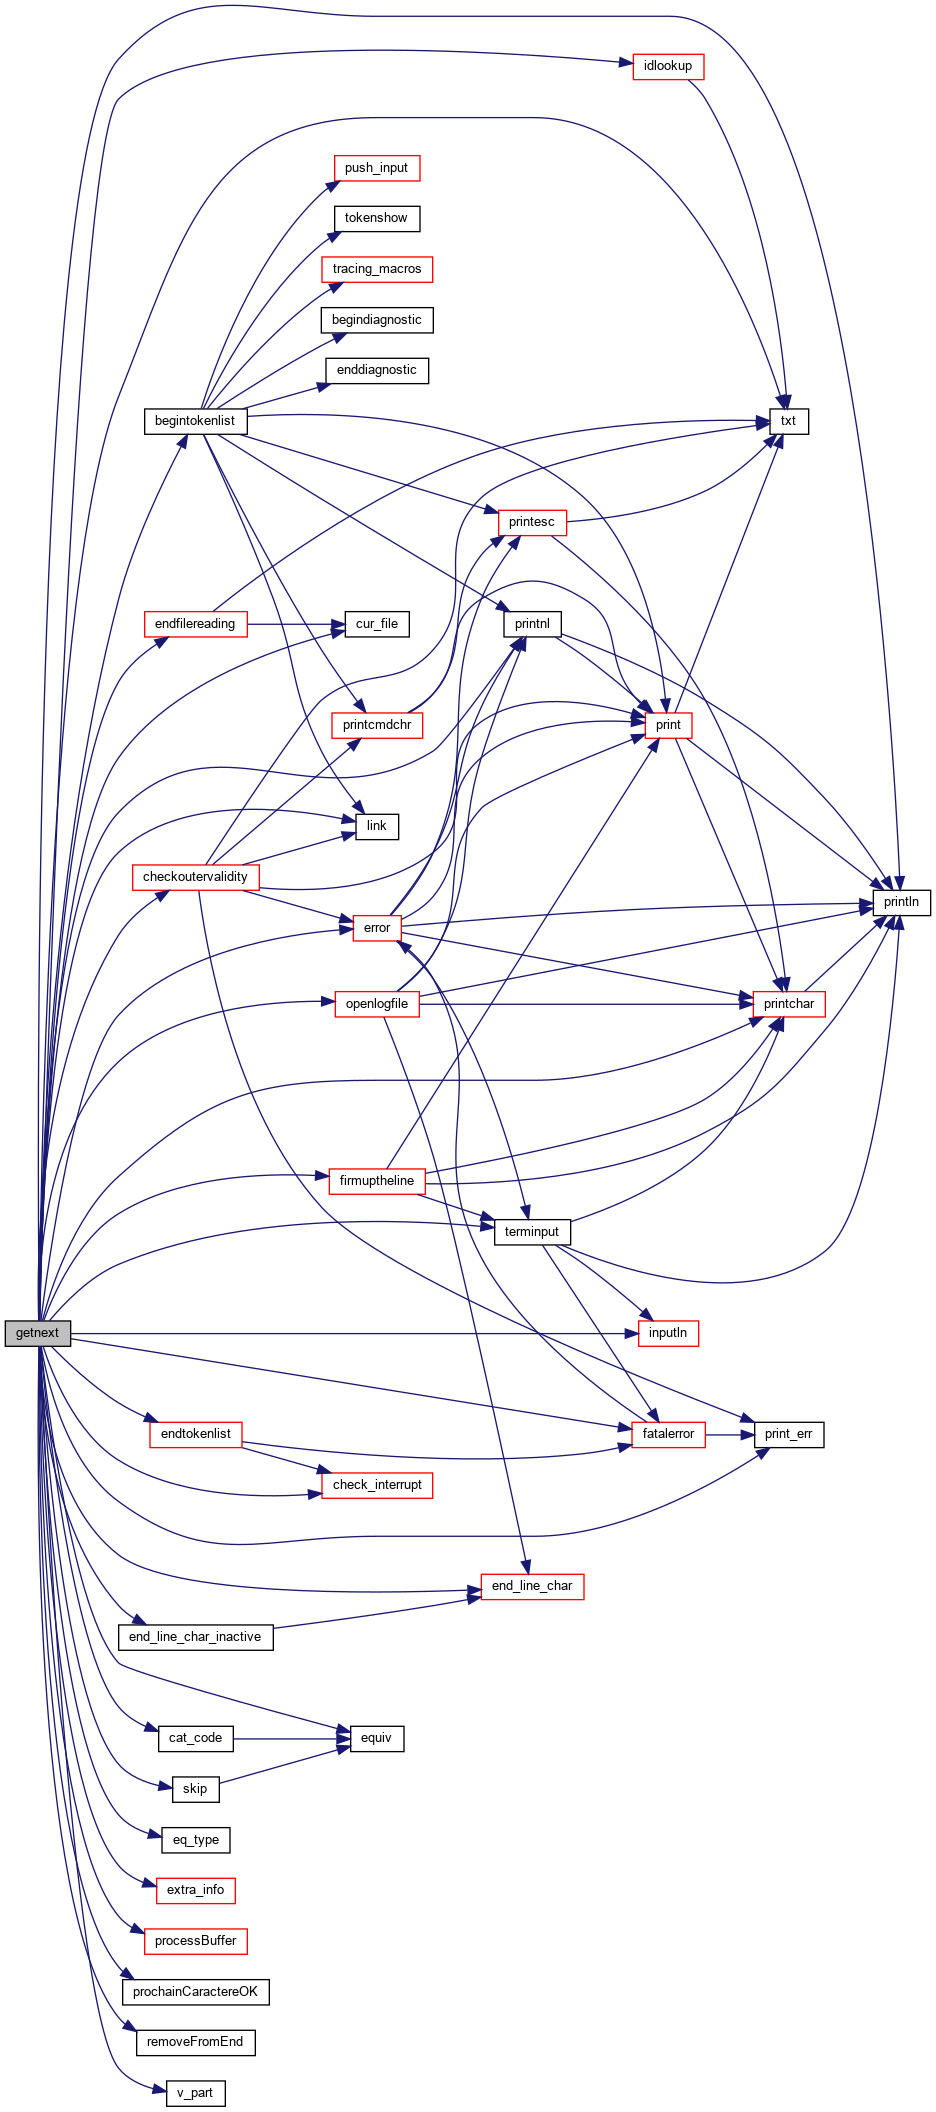 idlookup
push_input
tokenshow
tracing_macros
begindiagnostic
enddiagnostic
begintokenlist
txt
printesc
endfilereading
cur_file
printnl
printcmdchr
print
link
checkoutervalidity
println
error
openlogfile
printchar
firmuptheline
terminput
getnext
inputln
endtokenlist
fatalerror
print_err
check_interrupt
end_line_char
end_line_char_inactive
cat_code
equiv
skip
eq_type
extra_info
processBuffer
prochainCaractereOK
removeFromEnd
v_part